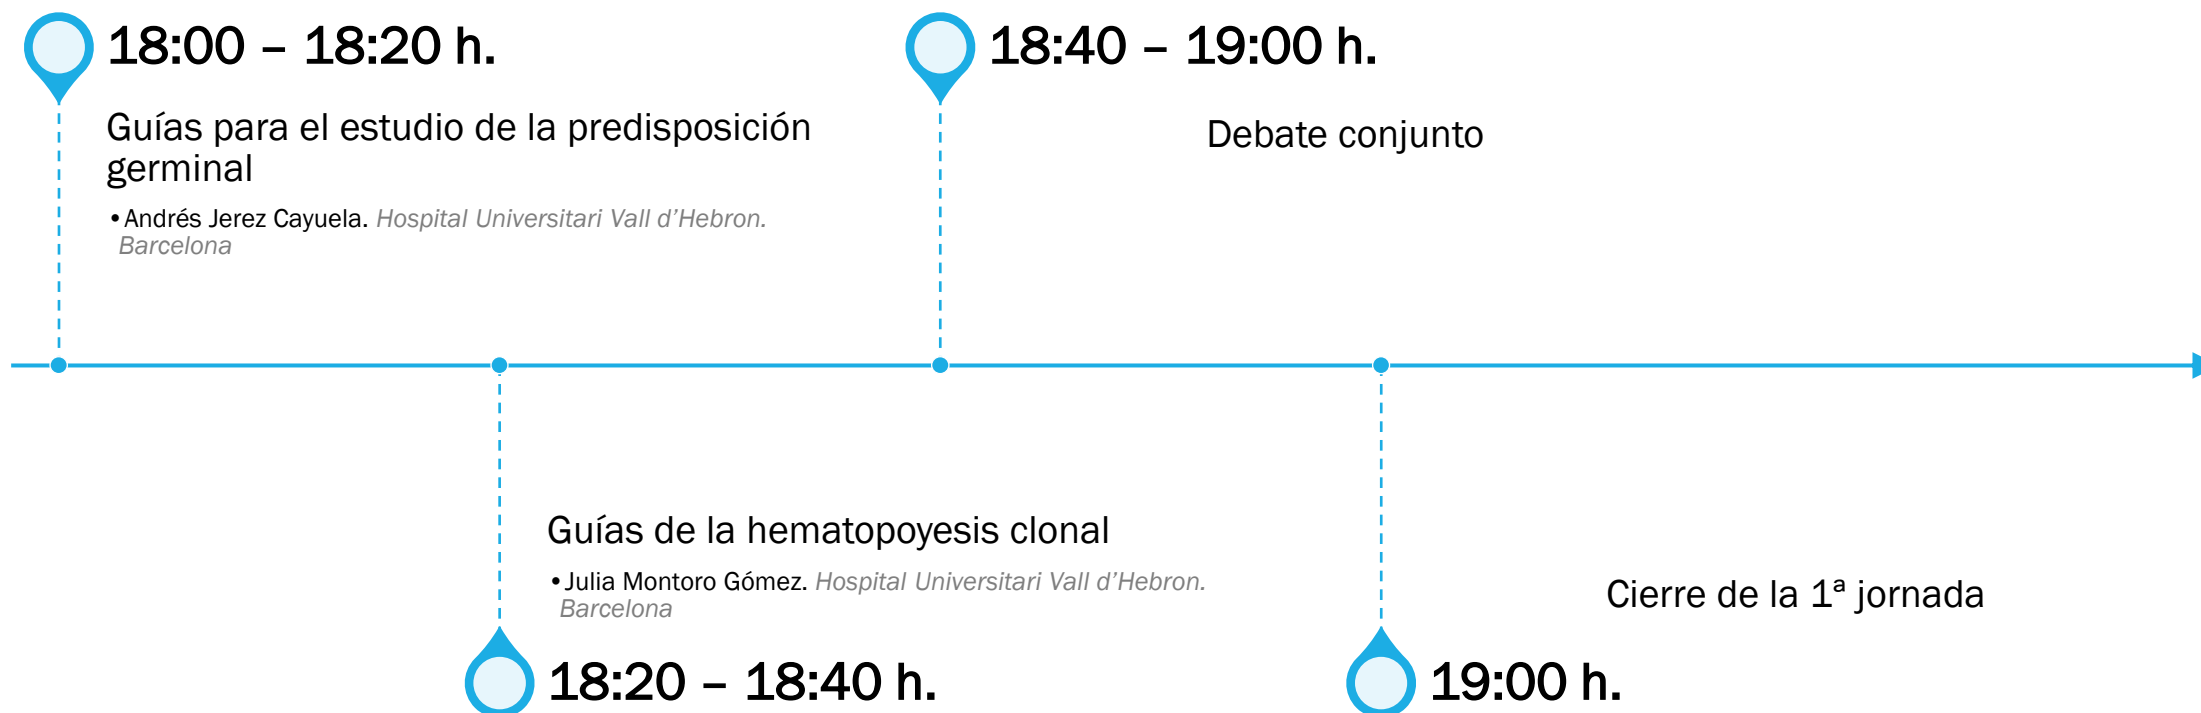 18:00 – 18:20 h.
Guías para el estudio de la predisposición
germinal
•Andrés Jerez Cayuela. Hospital Universitari Vall d’Hebron.
Barcelona
Guías de la hematopoyesis clonal
•Julia Montoro Gómez. Hospital Universitari Vall d’Hebron.
Barcelona
18:20 – 18:40 h.
18:40 – 19:00 h.
Debate conjunto
Cierre de la 1ª jornada
19:00 h.